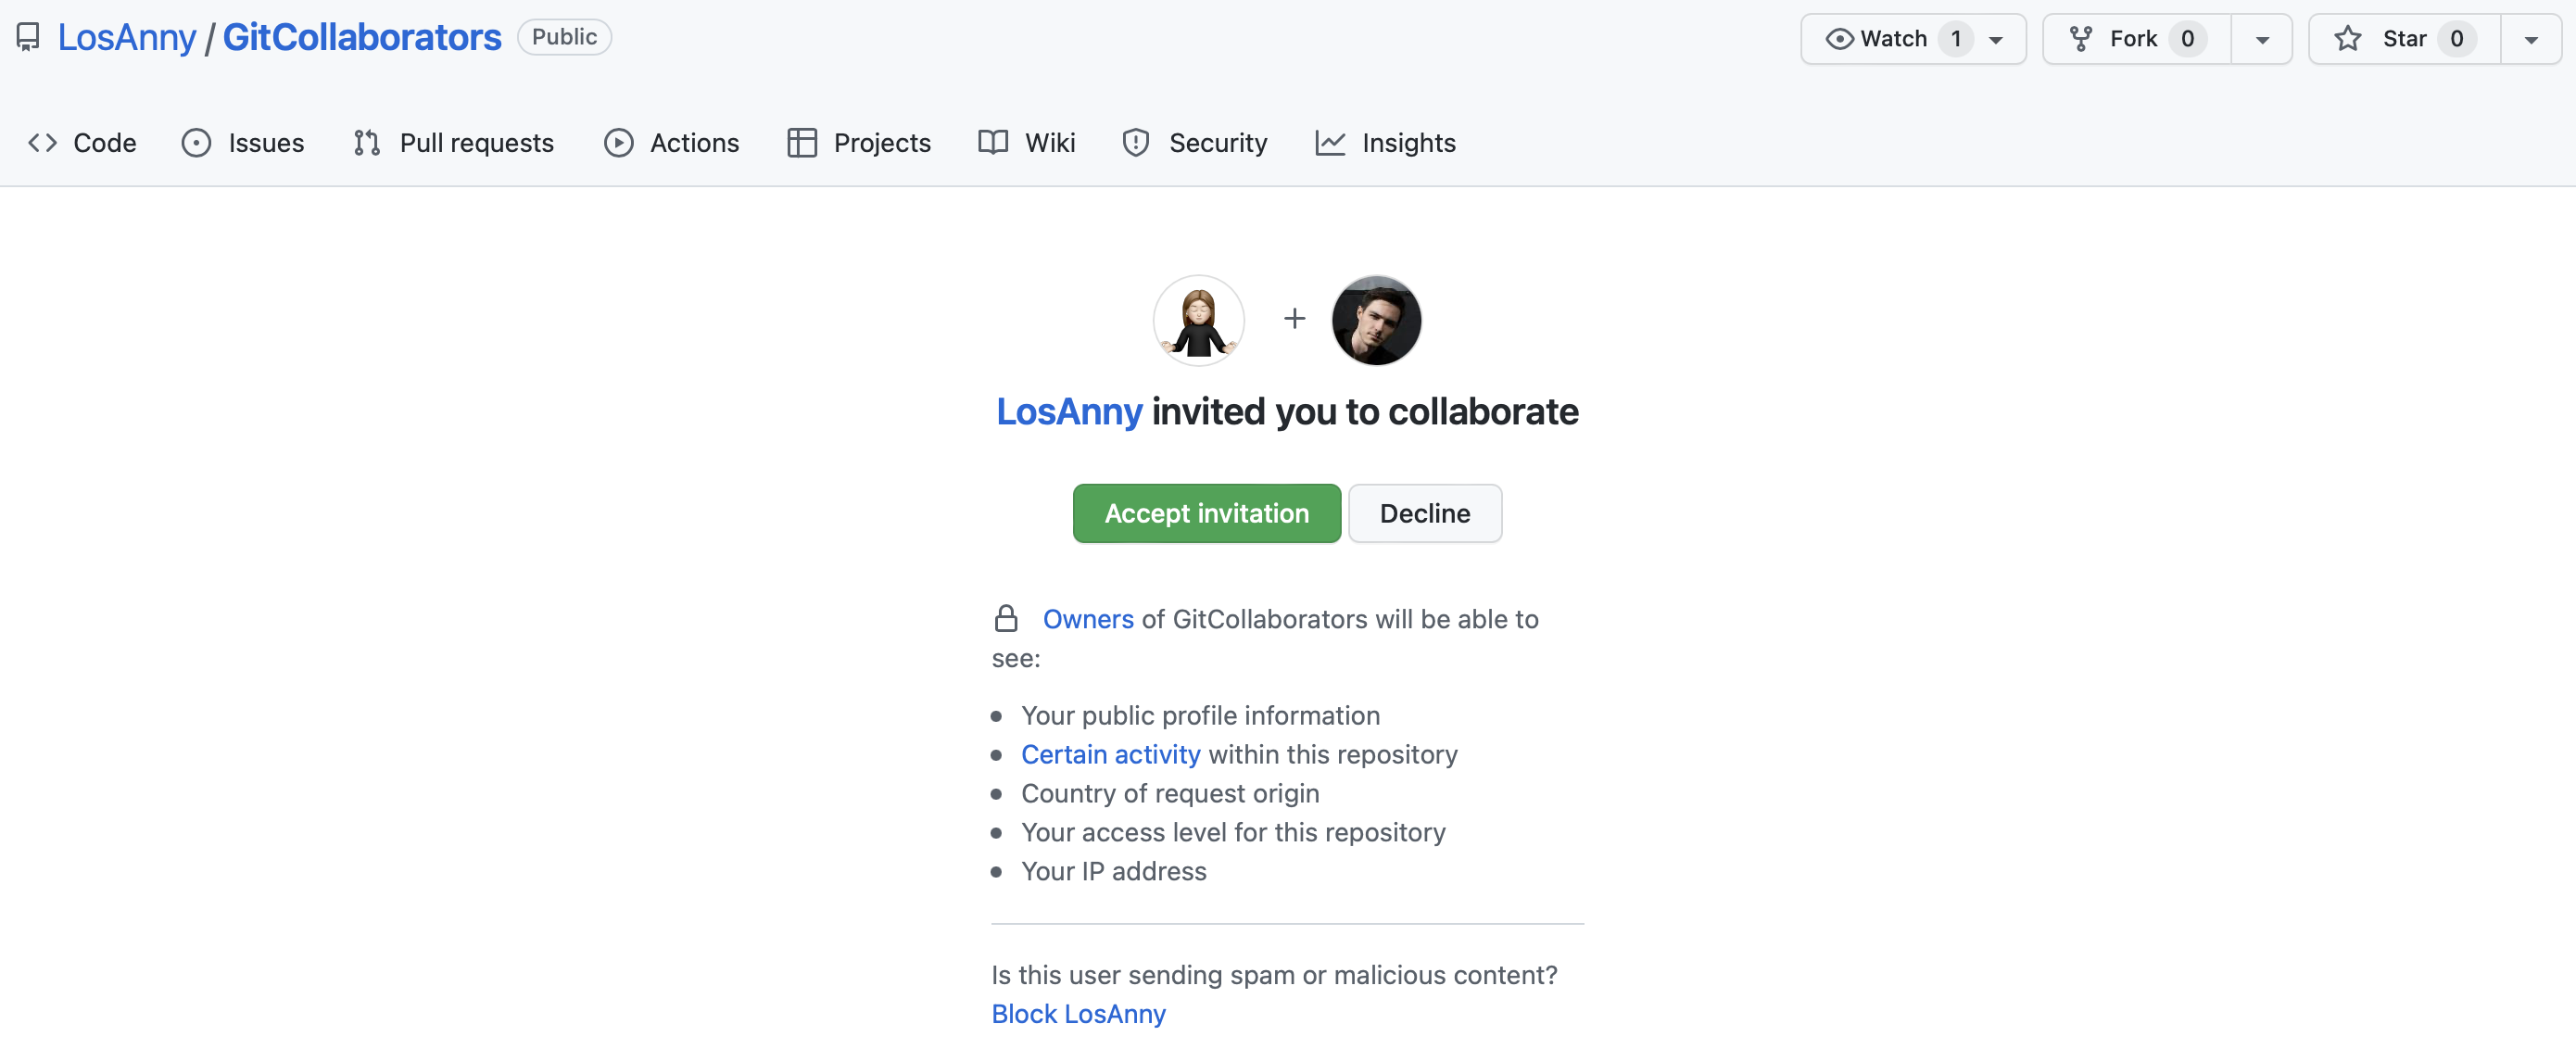 LosAnny / GitCollaborators Public Watch 1 Fork 0 Star 0
Code Issues Pull requests Actions Projects Wiki Security Insights
+
LosAnny invited you to collaborate
Accept invitation Decline
Owners of GitCollaborators will be able to
see:
Your public profile information
Certain activity within this repository
Country of request origin
Your access level for this repository
Your IP address
Is this user sending spam or malicious content?
Block LosAnny